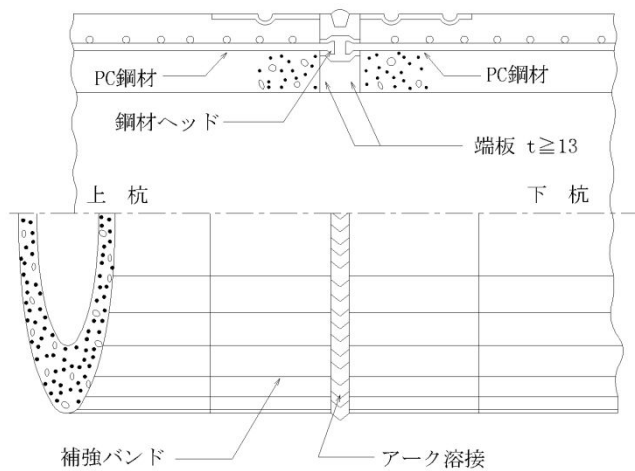 PC鋼材
PC鋼材
鋼材ヘッド
端板 t≧13
上 杭
下 杭
補強バンド
アーク溶接